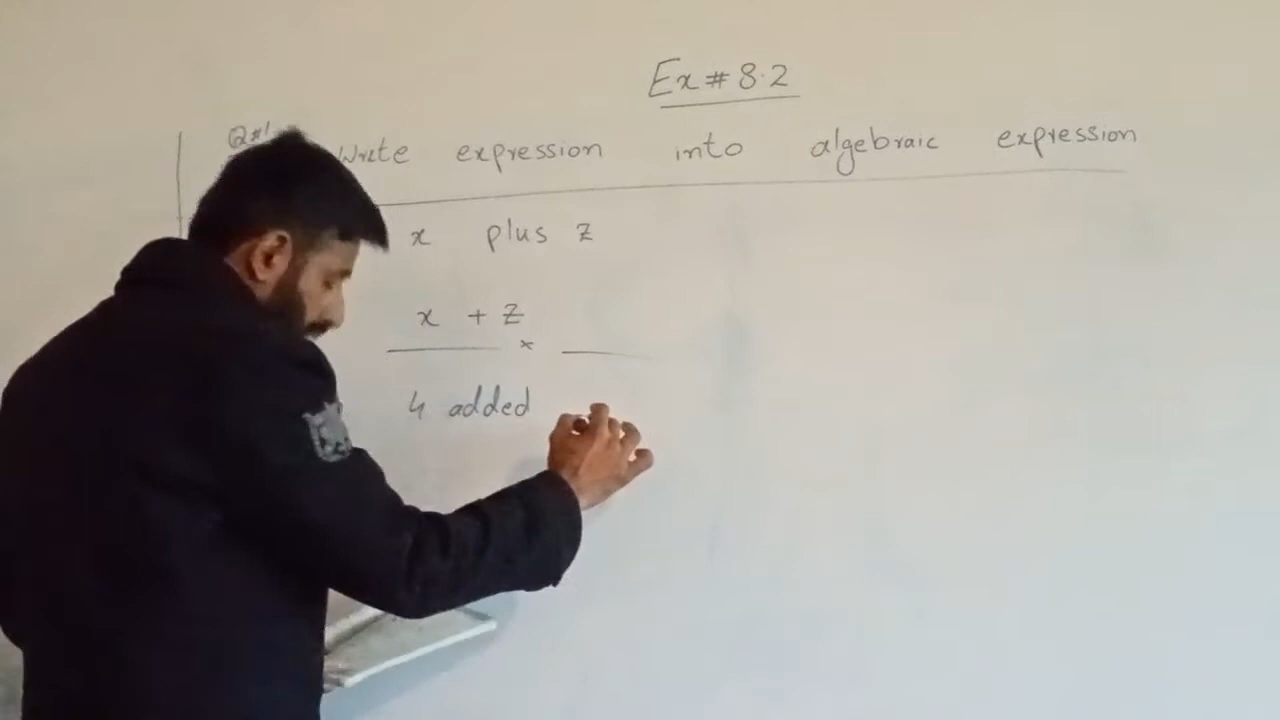 Ex # 8.2
Write expression into algebraic expression
x plus z
x + z
x
4 added